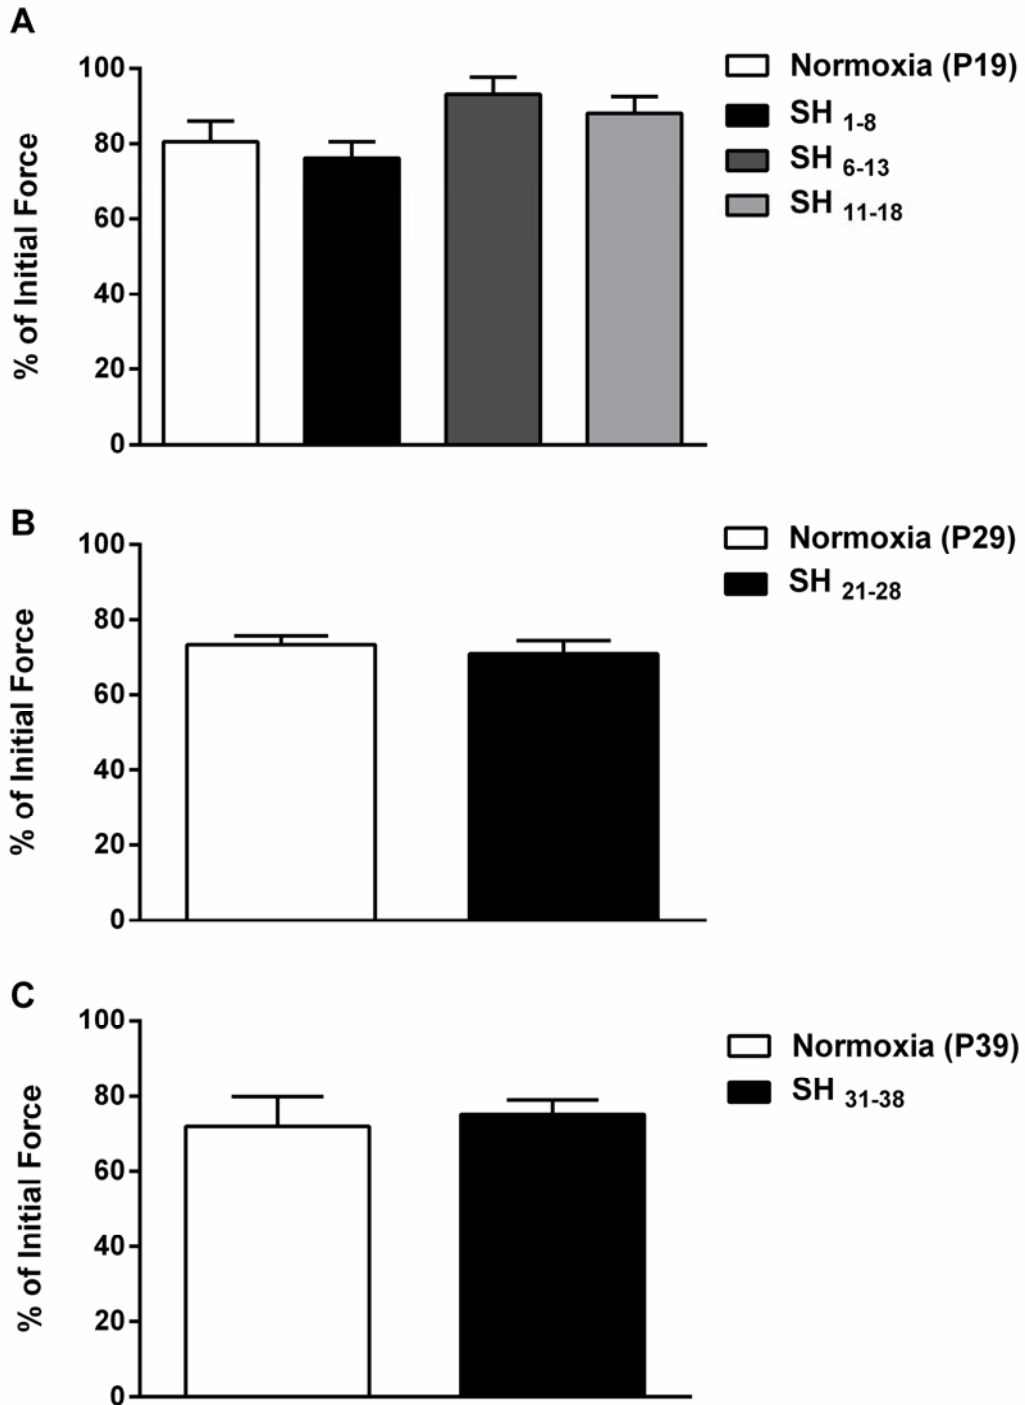 A
% of Initial Force
100
80
60
40
20
0
Normoxia (P19)
SH 1-8
SH 6-13
SH 11-18
B
% of Initial Force
100
80
60
40
20
0
Normoxia (P29)
SH 21-28
C
% of Initial Force
100
80
60
40
20
0
Normoxia (P39)
SH 31-38